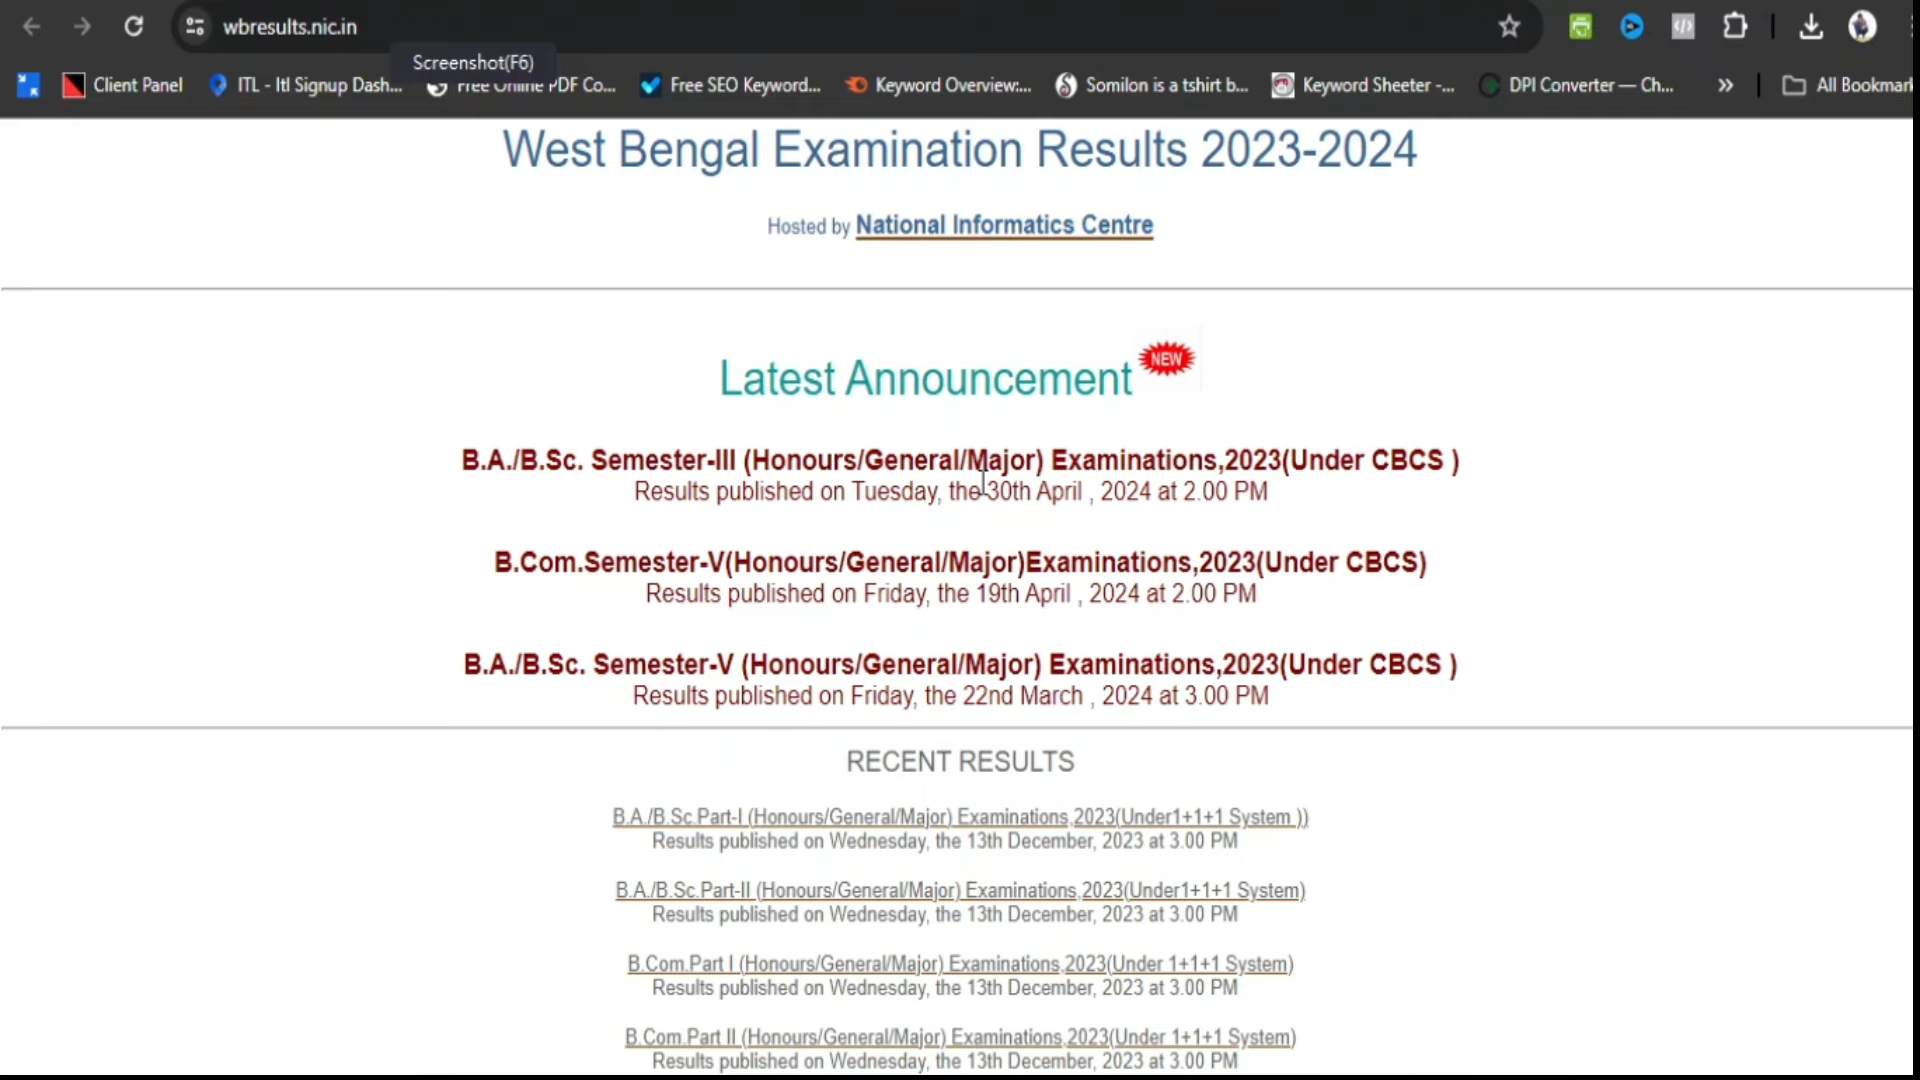 wbresults.nic.in
Screenshot(F6)
Client Panel ITL - Itl Signup Dash... Free Online PDF Co... Free SEO Keyword... Keyword Overview:... Somilon is a tshirt b... Keyword Sheeter -... DPI Converter — Ch... » All Bookmark
West Bengal Examination Results 2023-2024
Hosted by National Informatics Centre
Latest Announcement NEW
B.A./B.Sc. Semester-III (Honours/General/Major) Examinations,2023(Under CBCS )
Results published on Tuesday, the 30th April , 2024 at 2.00 PM
B.Com.Semester-V(Honours/General/Major)Examinations,2023(Under CBCS)
Results published on Friday, the 19th April , 2024 at 2.00 PM
B.A./B.Sc. Semester-V (Honours/General/Major) Examinations,2023(Under CBCS )
Results published on Friday, the 22nd March , 2024 at 3.00 PM
RECENT RESULTS
B.A./B.Sc.Part-I (Honours/General/Major) Examinations,2023(Under1+1+1 System ))
Results published on Wednesday, the 13th December, 2023 at 3.00 PM
B.A./B.Sc.Part-II (Honours/General/Major) Examinations,2023(Under1+1+1 System)
Results published on Wednesday, the 13th December, 2023 at 3.00 PM
B.Com.Part I (Honours/General/Major) Examinations,2023(Under 1+1+1 System)
Results published on Wednesday, the 13th December, 2023 at 3.00 PM
B.Com.Part II (Honours/General/Major) Examinations,2023(Under 1+1+1 System)
Results published on Wednesday, the 13th December, 2023 at 3.00 PM